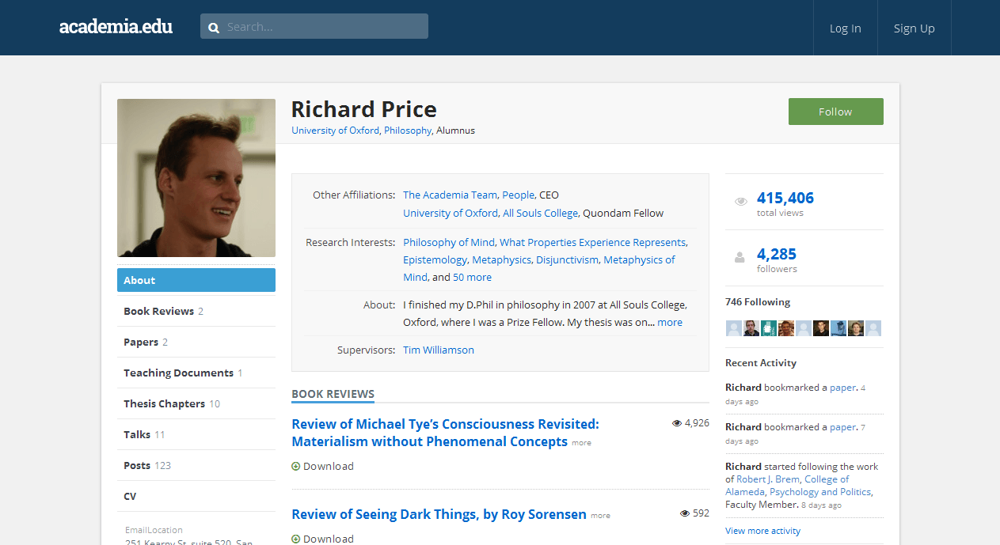 academia.edu
Search...
Log In
Sign Up
Richard Price
University of Oxford, Philosophy, Alumnus
Follow
About
Book Reviews 2
Papers 2
Teaching Documents 1
Thesis Chapters 10
Talks 11
Posts 123
CV
EmailLocation
251 Kearny St, suite 520, San
Other Affiliations: The Academia Team, People, CEO
University of Oxford, All Souls College, Quondam Fellow
Research Interests: Philosophy of Mind, What Properties Experience Represents,
Epistemology, Metaphysics, Disjunctivism, Metaphysics of
Mind, and 50 more
About: I finished my D.Phil in philosophy in 2007 at All Souls College,
Oxford, where I was a Prize Fellow. My thesis was on... more
Supervisors: Tim Williamson
BOOK REVIEWS
Review of Michael Tye's Consciousness Revisited:
Materialism without Phenomenal Concepts more
4,926
Download
Review of Seeing Dark Things, by Roy Sorensen more
592
Download
415,406
total views
4,285
followers
746 Following
Recent Activity
Richard bookmarked a paper. 4
days ago
Richard bookmarked a paper. 7
days ago
Richard started following the work
of Robert J. Brem, College of
Alameda, Psychology and Politics,
Faculty Member. 8 days ago
View more activity